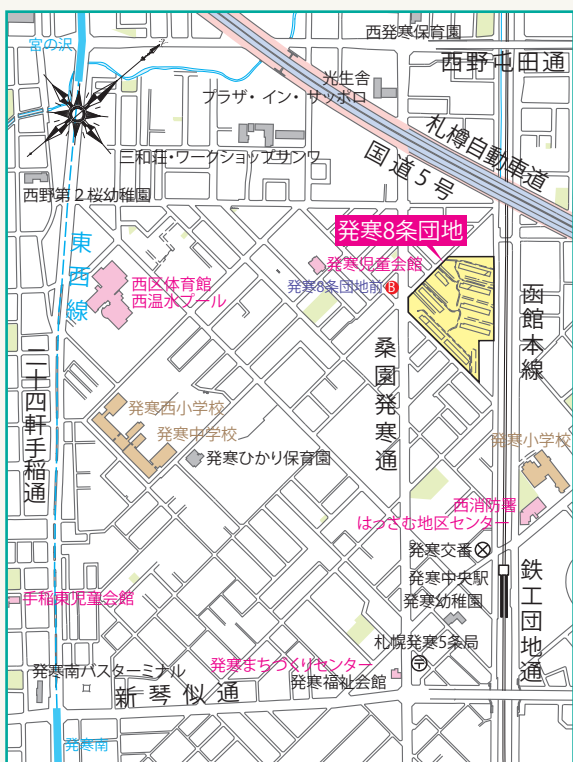 宮の沢
西発寒保育園
西野屯田通
光生舎
プラザ・イン・サッポロ
札樽自動車道
三和荘・ワークショップサンワ
国道5号
西野第2桜幼稚園
発寒8条団地
東西線
発寒児童会館
西区体育館
西温水プール
発寒8条団地前 B
函館本線
桑園発寒通
二十四軒手稲通
発寒西小学校
発寒中学校
発寒小学校
発寒ひかり保育園
西消防署
はっさむ地区センター
発寒交番
発寒中央駅
鉄工団地通
手稲東児童会館
発寒幼稚園
札幌発寒5条局
発寒南バスターミナル
発寒まちづくりセンター
新琴似通
発寒福祉会館
発寒南